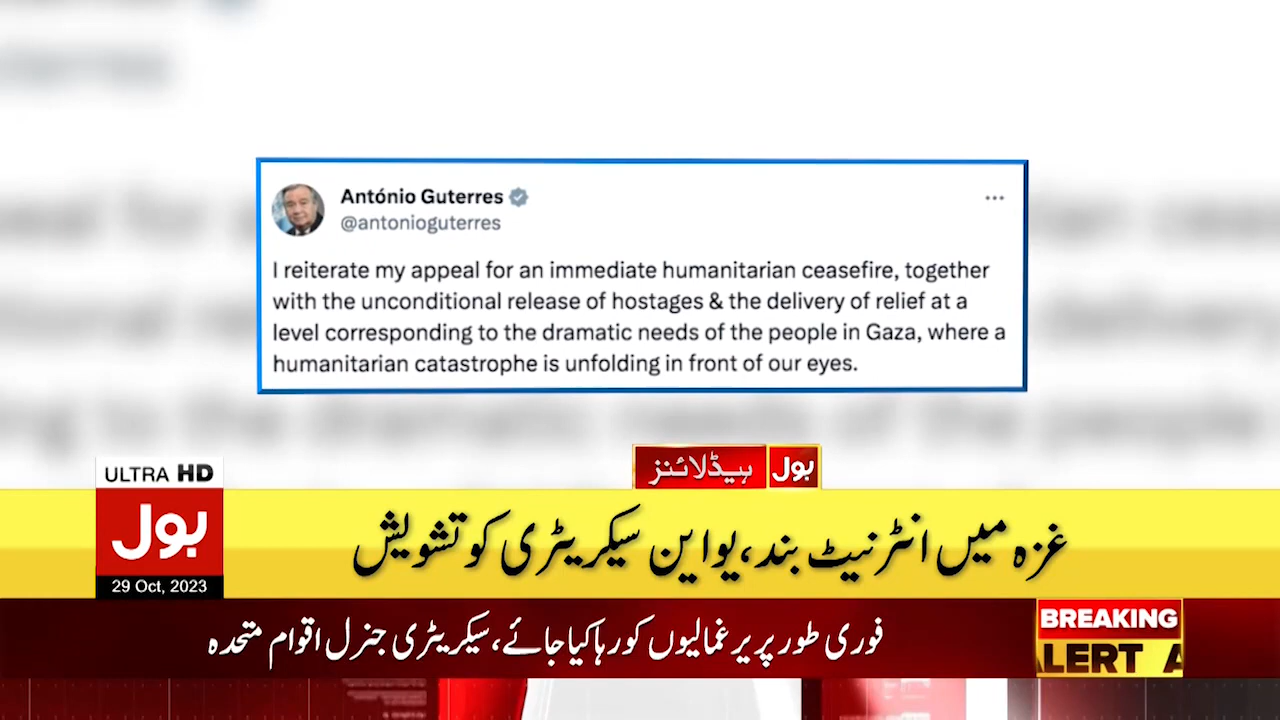 António Guterres
@antonioguterres
I reiterate my appeal for an immediate humanitarian ceasefire, together
with the unconditional release of hostages & the delivery of relief at a
level corresponding to the dramatic needs of the people in Gaza, where a
humanitarian catastrophe is unfolding in front of our eyes.
بول ہیڈلائنز
ULTRA HD
بول
29 Oct, 2023
غزہ میں انٹرنیٹ بند، یو این سیکریٹری کو تشویش
فوری طور پر یرغمالیوں کو رہا کیا جائے، سیکریٹری جنرل اقوام متحدہ
BREAKING
ALERT A